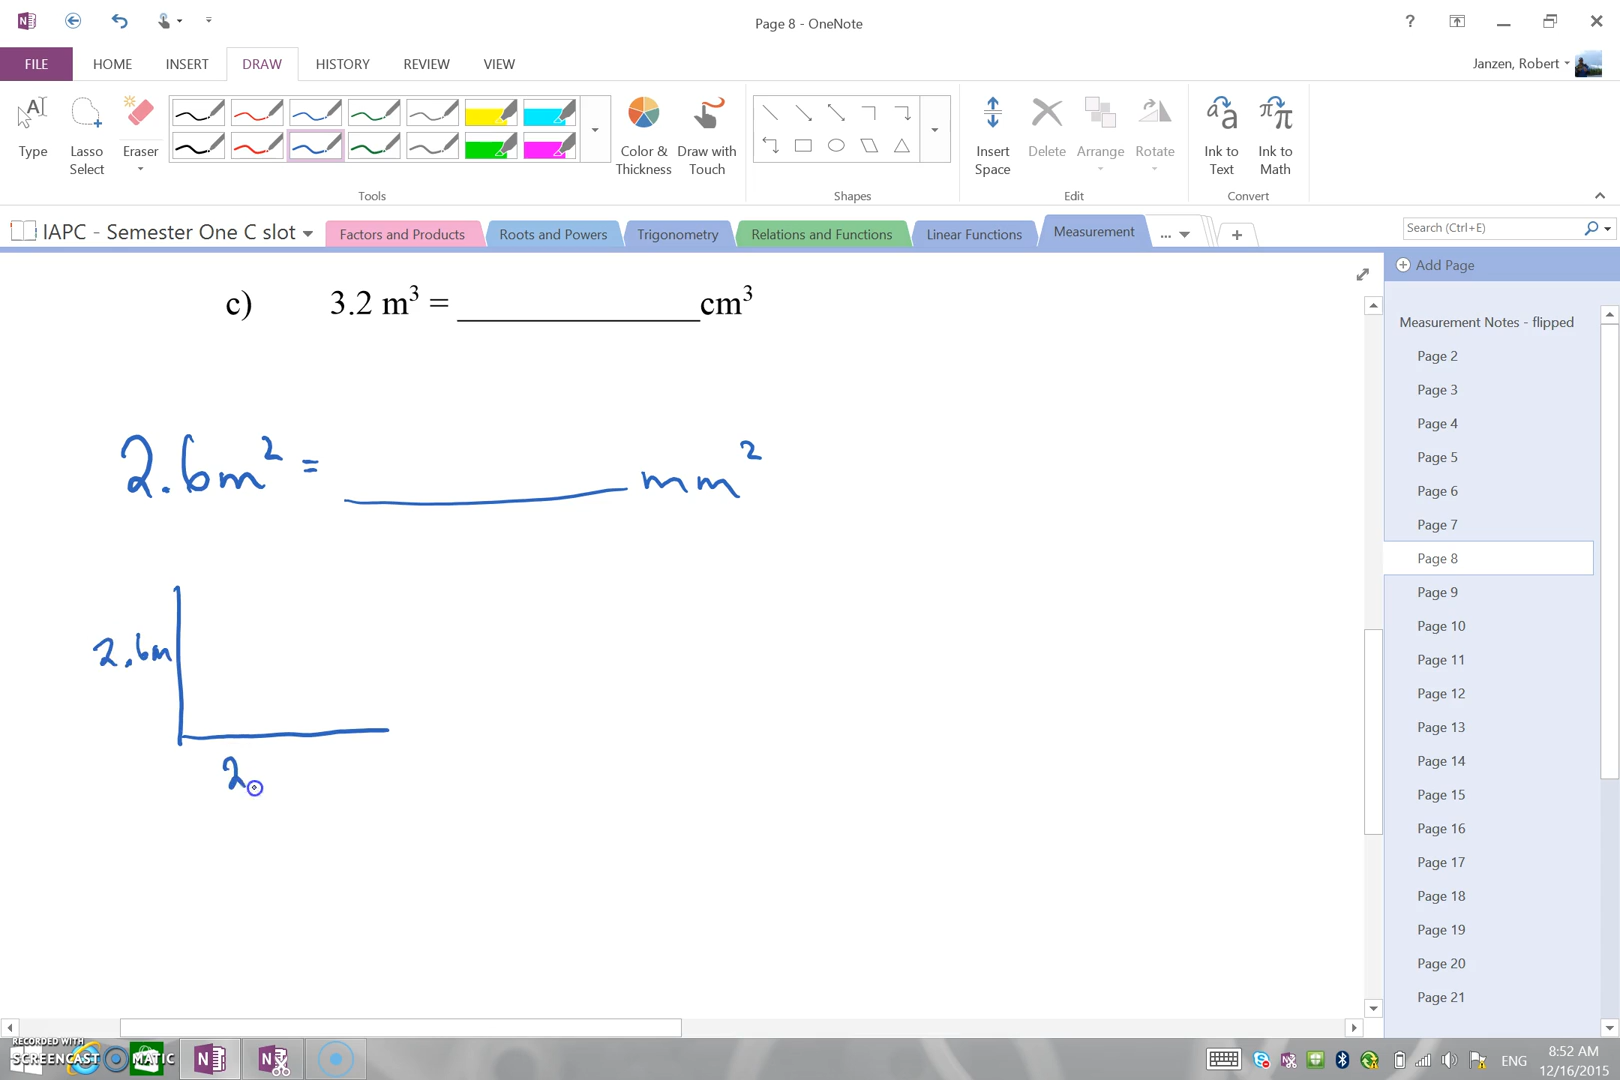 Page 8 - OneNote
?
FILE HOME INSERT DRAW HISTORY REVIEW VIEW
Janzen, Robert
Type
Lasso Select
Eraser
Color & Thickness
Draw with Touch
Insert Space
Delete
Arrange
Rotate
Ink to Text
Ink to Math
Tools
Shapes
Edit
Convert
IAPC - Semester One C slot
Factors and Products
Roots and Powers
Trigonometry
Relations and Functions
Linear Functions
Measurement
...
Search (Ctrl+E)
Add Page
c) 3.2 m³ = ______________cm³
2.6m² = __________ mm²
2.6m
2.
Measurement Notes - flipped
Page 2
Page 3
Page 4
Page 5
Page 6
Page 7
Page 8
Page 9
Page 10
Page 11
Page 12
Page 13
Page 14
Page 15
Page 16
Page 17
Page 18
Page 19
Page 20
Page 21
RECORDED WITH
SCREENCAST MATIC
ENG
8:52 AM
12/16/2015